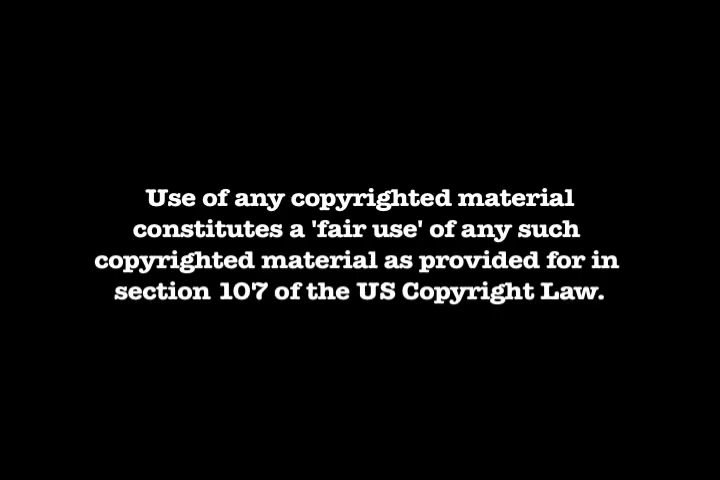 Use of any copyrighted material
constitutes a 'fair use' of any such
copyrighted material as provided for in
section 107 of the US Copyright Law.